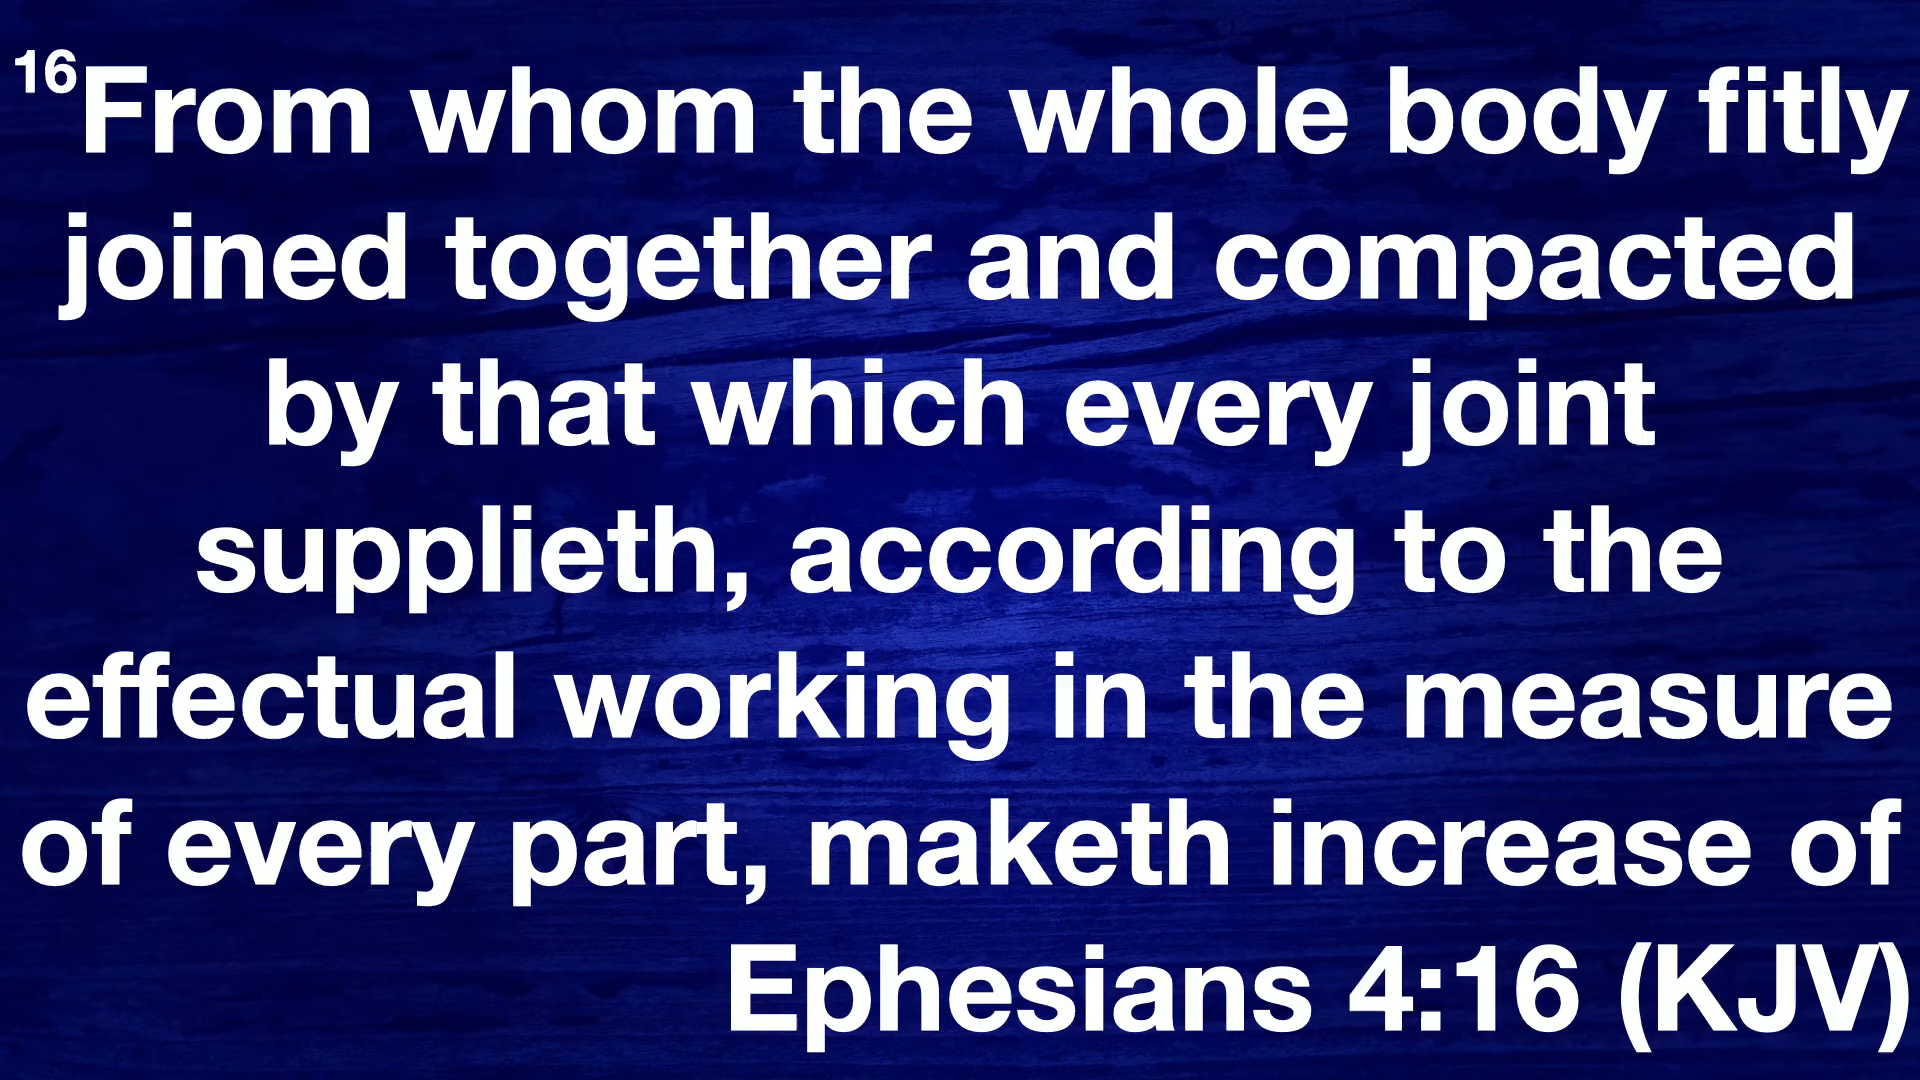 16From whom the whole body fitly
joined together and compacted
by that which every joint
supplieth, according to the
effectual working in the measure
of every part, maketh increase of
Ephesians 4:16 (KJV)